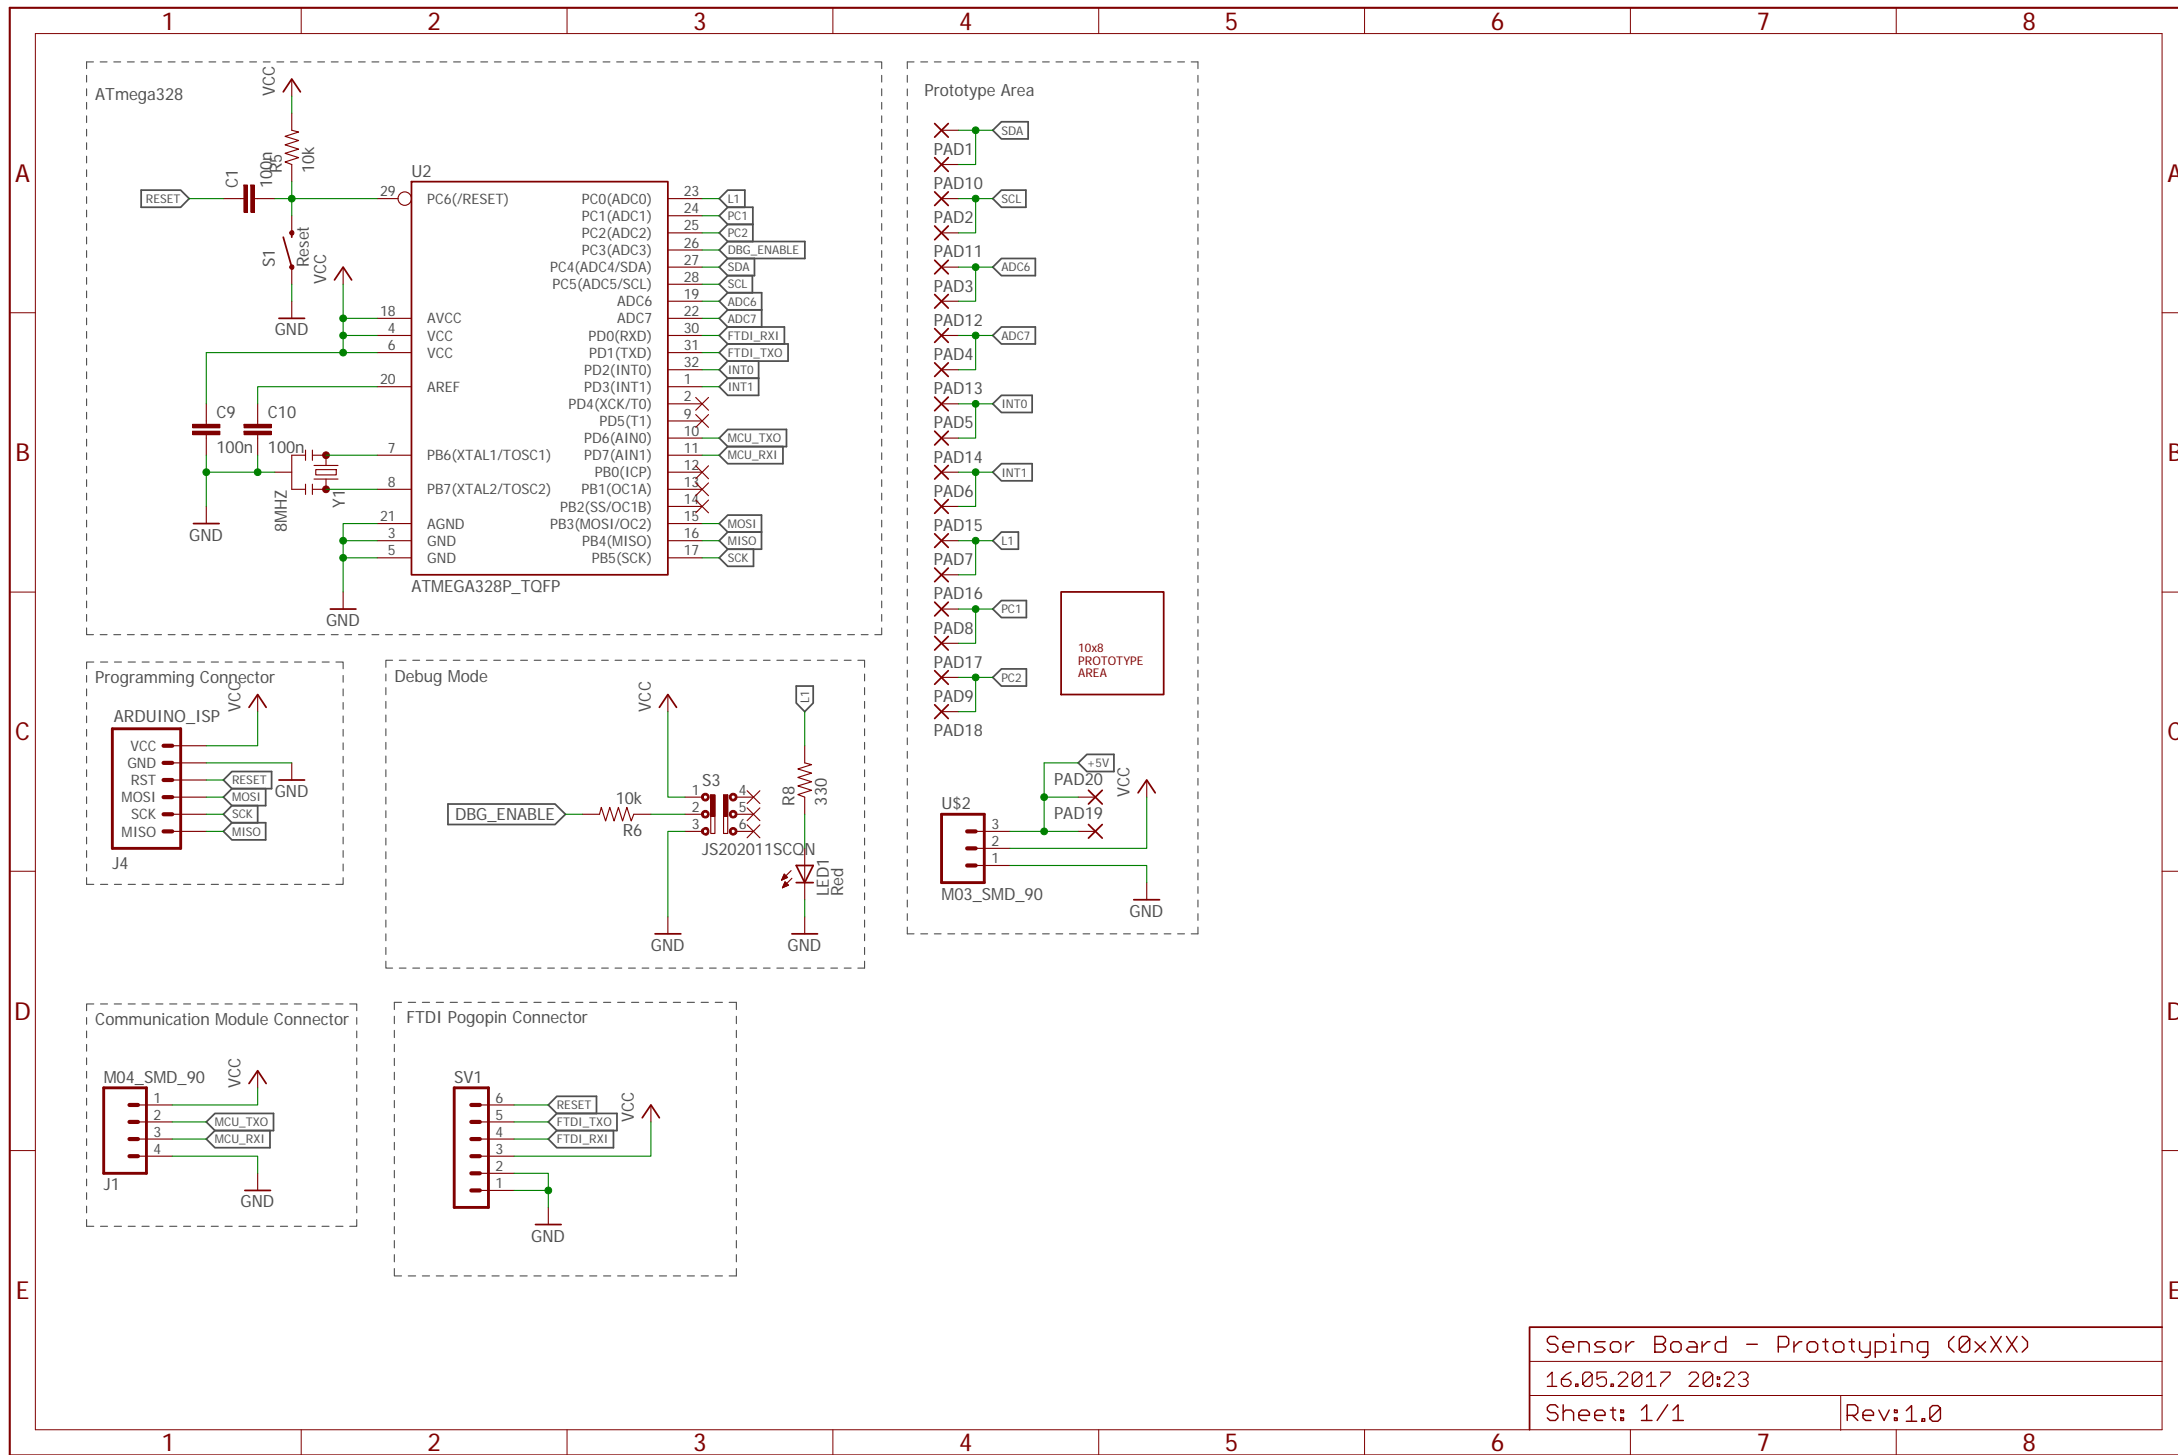 1 2 3 4 5 6 7 8
A
B
C
D
E
A
B
C
D
E
ATmega328
VCC
R5
10k
C1
100n
RESET
S1
Reset
GND
VCC
U2
29 PC6(/RESET)
18 AVCC
4 VCC
6 VCC
20 AREF
7 PB6(XTAL1/TOSC1)
8 PB7(XTAL2/TOSC2)
21 AGND
3 GND
5 GND
PC0(ADC0) 23 L1
PC1(ADC1) 24 PC1
PC2(ADC2) 25 PC2
PC3(ADC3) 26 DBG_ENABLE
PC4(ADC4/SDA) 27 SDA
PC5(ADC5/SCL) 28 SCL
ADC6 19 ADC6
ADC7 22 ADC7
PD0(RXD) 30 FTDI_RXI
PD1(TXD) 31 FTDI_TXO
PD2(INT0) 32 INT0
PD3(INT1) 1 INT1
PD4(XCK/T0) 2
PD5(T1) 9
PD6(AIN0) 10 MCU_TXO
PD7(AIN1) 11 MCU_RXI
PB0(ICP) 12
PB1(OC1A) 13
PB2(SS/OC1B) 14
PB3(MOSI/OC2) 15 MOSI
PB4(MISO) 16 MISO
PB5(SCK) 17 SCK
ATMEGA328P_TQFP
C9
100n
C10
100n
8MHZ
Y1
GND
GND
Prototype Area
SDA
PAD1
PAD10
SCL
PAD2
PAD11
ADC6
PAD3
PAD12
ADC7
PAD4
PAD13
INT0
PAD5
PAD14
INT1
PAD6
PAD15
L1
PAD7
PAD16
PC1
PAD8
PAD17
PC2
PAD9
PAD18
10x8
PROTOTYPE
AREA
+5V
PAD20
PAD19
VCC
U$2
3
2
1
M03_SMD_90
GND
Programming Connector
VCC
ARDUINO_ISP
VCC
GND
RST RESET
MOSI MOSI
SCK SCK
MISO MISO
GND
J4
Debug Mode
VCC
L1
DBG_ENABLE
10k
R6
S3
1 4
2 5
3 6
JS202011SCQN
R8
330
LED1
Red
GND
GND
Communication Module Connector
M04_SMD_90
VCC
1
2 MCU_TXO
3 MCU_RXI
4
J1
GND
FTDI Pogopin Connector
SV1
6 RESET
5 FTDI_TXO
4 FTDI_RXI
3
2
1
VCC
GND
Sensor Board - Prototyping (0xXX)
16.05.2017 20:23
Sheet: 1/1 Rev:1.0
1 2 3 4 5 6 7 8